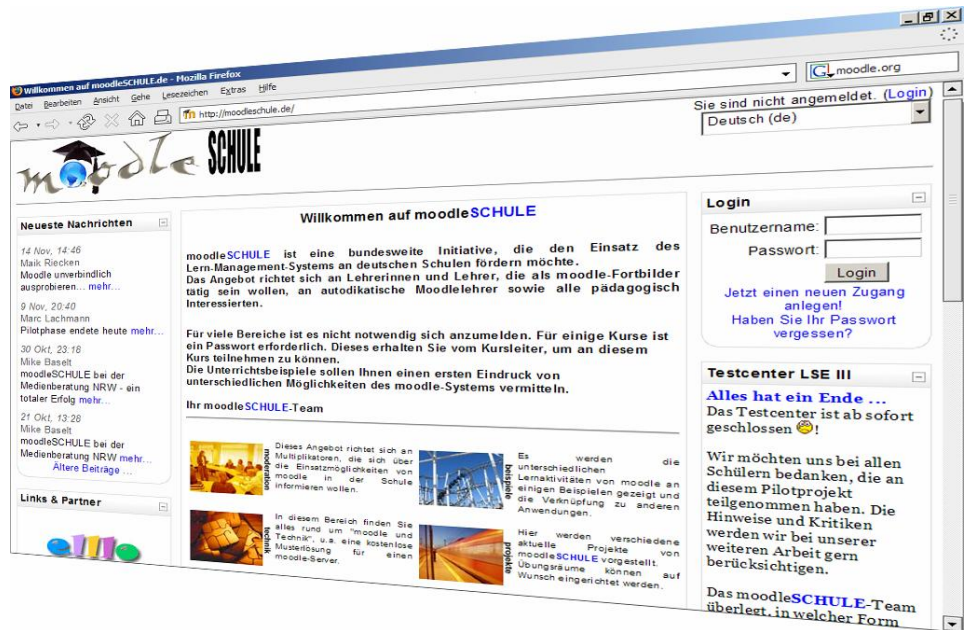 Willkommen auf moodleSCHULE.de - Mozilla Firefox
Datei Bearbeiten Ansicht Gehe Lesezeichen Extras Hilfe
http://moodleschule.de/
moodle.org
Sie sind nicht angemeldet. (Login)
Deutsch (de)
moodle SCHULE
Neueste Nachrichten
14 Nov, 14:46
Maik Riecken
Moodle unverbindlich
ausprobieren... mehr...
9 Nov, 20:40
Marc Lachmann
Pilotphase endete heute mehr...
30 Okt, 23:18
Mike Baselt
moodleSCHULE bei der
Medienberatung NRW - ein
totaler Erfolg mehr...
21 Okt, 13:28
Mike Baselt
moodleSCHULE bei der
Medienberatung NRW mehr...
Ältere Beiträge ...
Links & Partner
Willkommen auf moodleSCHULE
moodleSCHULE ist eine bundesweite Initiative, die den Einsatz des
Lern-Management-Systems an deutschen Schulen fördern möchte.
Das Angebot richtet sich an Lehrerinnen und Lehrer, die als moodle-Fortbilder
tätig sein wollen, an autodikatische Moodlelehrer sowie alle pädagogisch
Interessierten.
Für viele Bereiche ist es nicht notwendig sich anzumelden. Für einige Kurse ist
ein Passwort erforderlich. Dieses erhalten Sie vom Kursleiter, um an diesem
Kurs teilnehmen zu können.
Die Unterrichtsbeispiele sollen Ihnen einen ersten Eindruck von
unterschiedlichen Möglichkeiten des moodle-Systems vermitteln.
Ihr moodleSCHULE-Team
moderation
Dieses Angebot richtet sich an
Multiplikatoren, die sich über
die Einsatzmöglichkeiten von
moodle in der Schule
informieren wollen.
beispiele
Es werden die
unterschiedlichen
Lernaktivitäten von moodle an
einigen Beispielen gezeigt und
die Verknüpfung zu anderen
Anwendungen.
technik
In diesem Bereich finden Sie
alles rund um "moodle und
Technik", u.a. eine kostenlose
Musterlösung für einen
moodle-Server.
projekte
Hier werden verschiedene
aktuelle Projekte von
moodleSCHULE vorgestellt.
Übungsräume können auf
Wunsch eingerichtet werden.
Login
Benutzername:
Passwort:
Login
Jetzt einen neuen Zugang
anlegen!
Haben Sie Ihr Passwort
vergessen?
Testcenter LSE III
Alles hat ein Ende ...
Das Testcenter ist ab sofort
geschlossen !
Wir möchten uns bei allen
Schülern bedanken, die an
diesem Pilotprojekt
teilgenommen haben. Die
Hinweise und Kritiken
werden wir bei unserer
weiteren Arbeit gern
berücksichtigen.
Das moodleSCHULE-Team
überlegt, in welcher Form